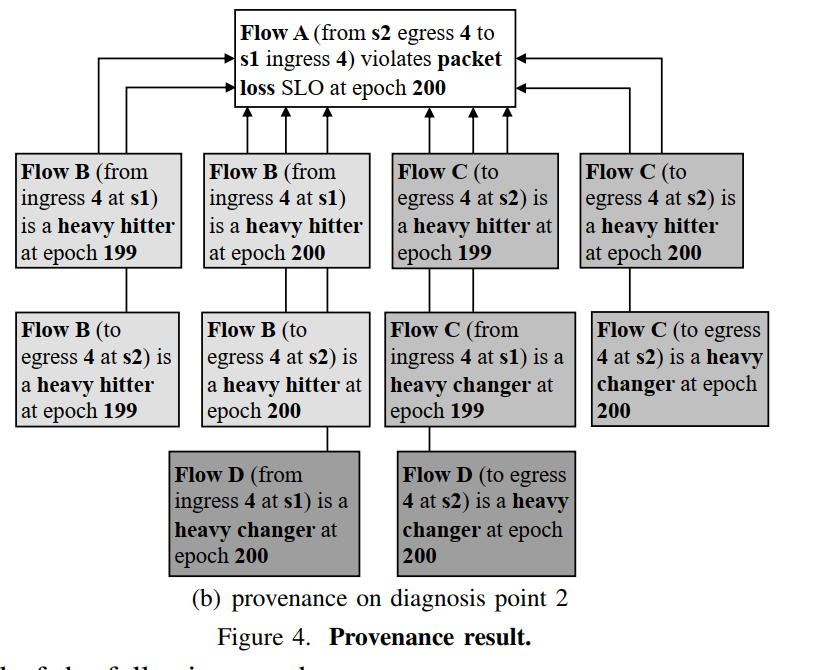 Flow A (from s2 egress 4 to
s1 ingress 4) violates packet
loss SLO at epoch 200
Flow B (from
ingress 4 at s1)
is a heavy hitter
at epoch 199
Flow B (from
ingress 4 at s1)
is a heavy hitter
at epoch 200
Flow C (to
egress 4 at s2) is
a heavy hitter at
epoch 199
Flow C (to
egress 4 at s2) is
a heavy hitter
at epoch 200
Flow B (to
egress 4 at s2) is
a heavy hitter
at epoch 199
Flow B (to
egress 4 at s2) is
a heavy hitter at
epoch 200
Flow C (from
ingress 4 at s1) is a
heavy changer at
epoch 199
Flow C (to egress
4 at s2) is a heavy
changer at epoch
200
Flow D (from
ingress 4 at s1) is a
heavy changer at
epoch 200
Flow D (to egress
4 at s2) is a heavy
changer at epoch
200
(b) provenance on diagnosis point 2
Figure 4. Provenance result.